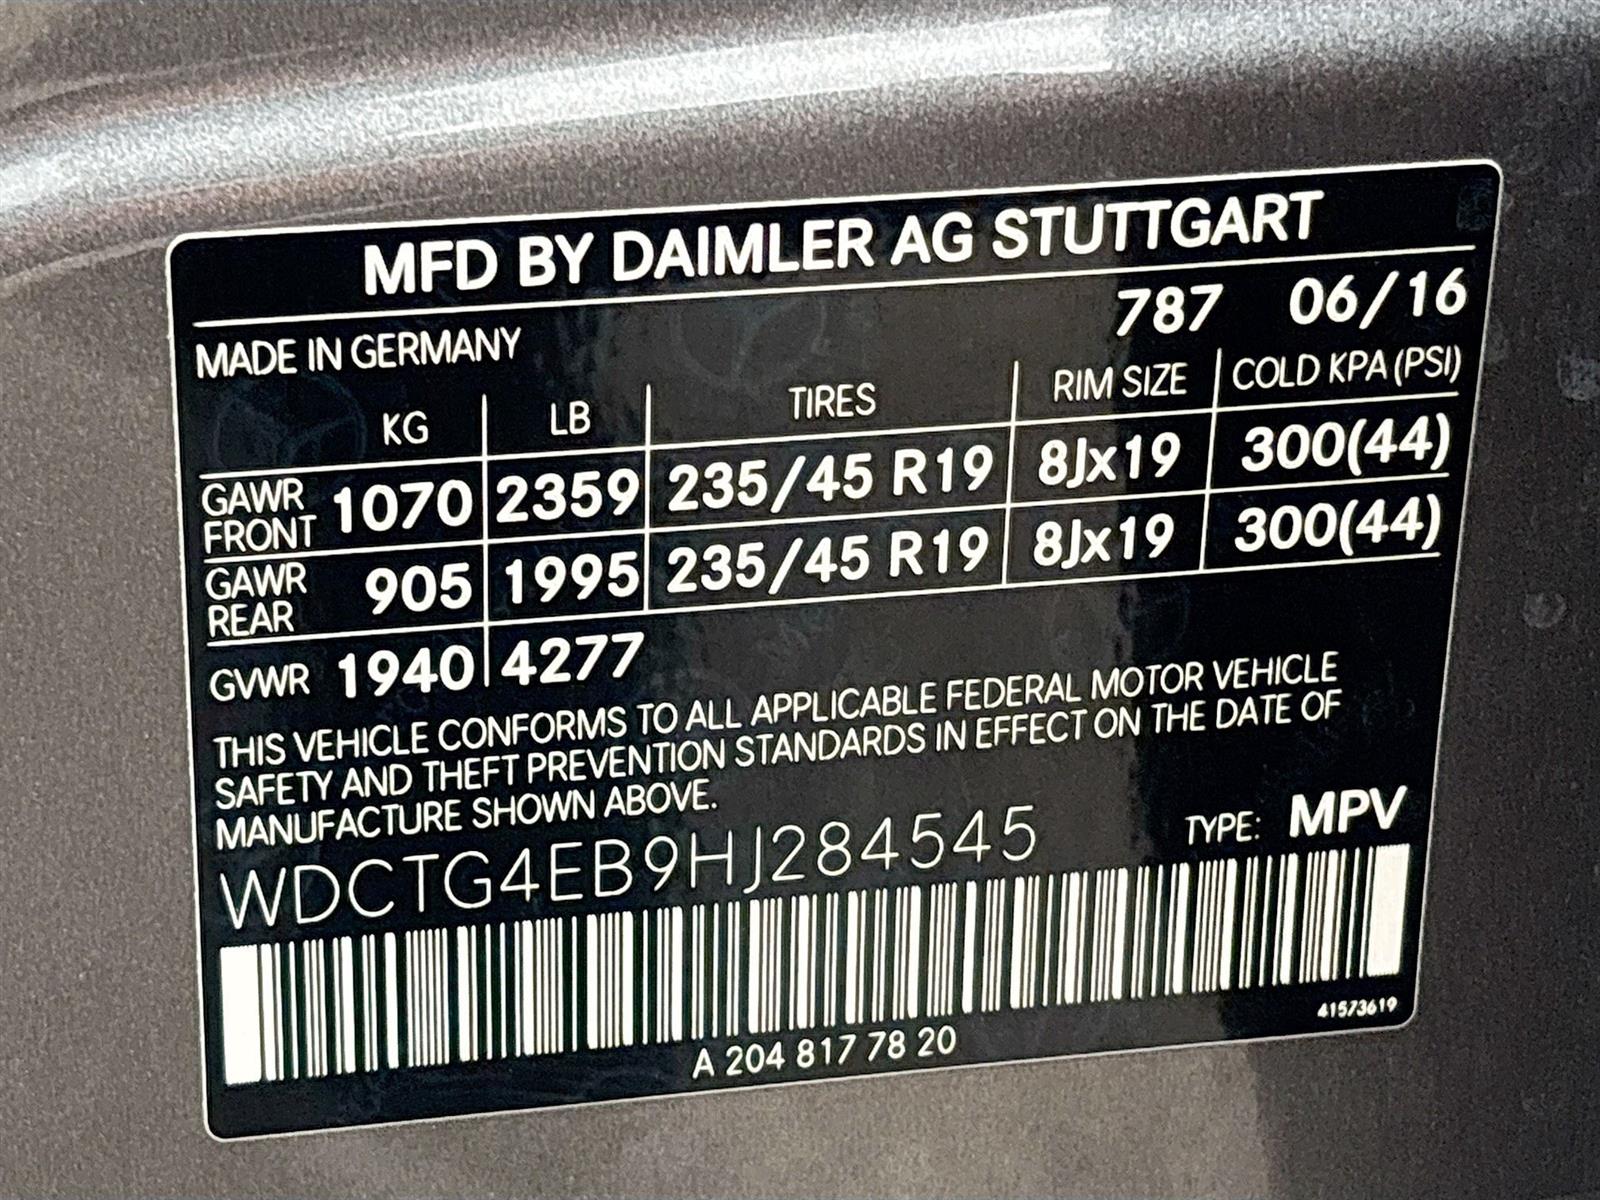 MFD BY DAIMLER AG STUTTGART
787 06/16
MADE IN GERMANY
KG LB TIRES RIM SIZE COLD KPA (PSI)
GAWR FRONT 1070 2359 235/45 R19 8Jx19 300(44)
GAWR REAR 905 1995 235/45 R19 8Jx19 300(44)
GVWR 1940 4277
THIS VEHICLE CONFORMS TO ALL APPLICABLE FEDERAL MOTOR VEHICLE
SAFETY AND THEFT PREVENTION STANDARDS IN EFFECT ON THE DATE OF
MANUFACTURE SHOWN ABOVE.
WDCTG4EB9HJ284545 TYPE: MPV
41573619
A 204 817 78 20